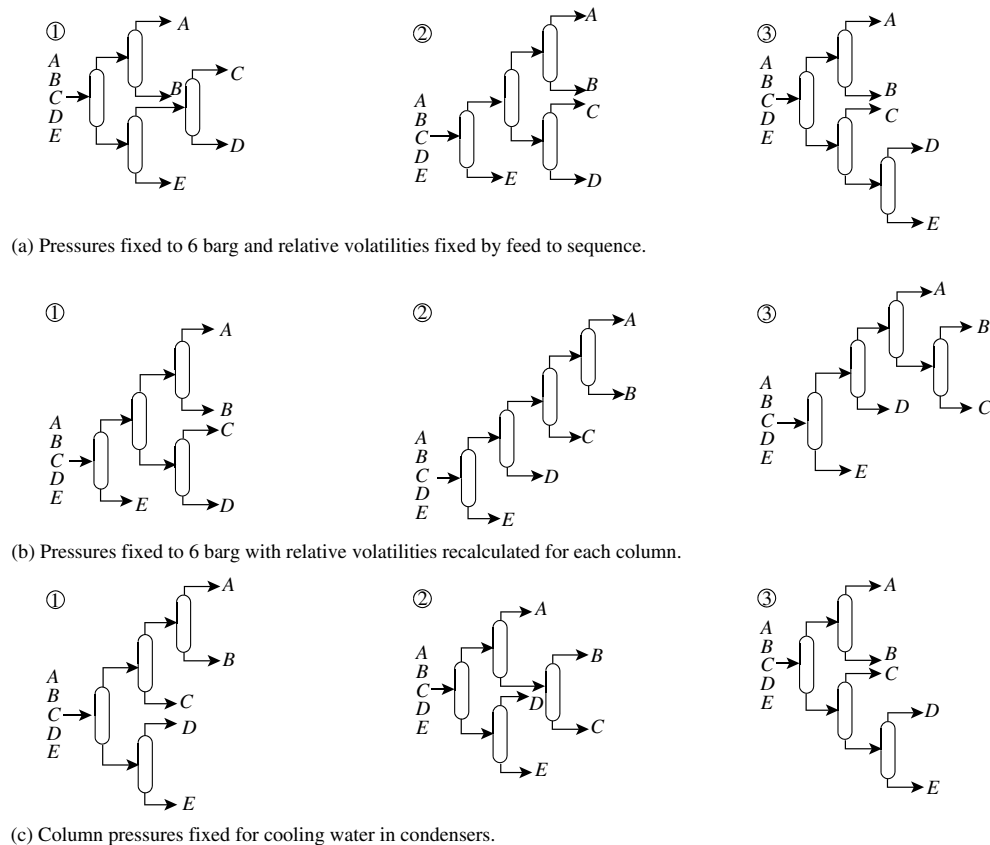 ① ② ③
A
B
C
D
E
A
B
C
D
E
A
B
C
D
E
A
B
C
D
E
A
B
C
D
E
A
B
C
D
E
(a) Pressures fixed to 6 barg and relative volatilities fixed by feed to sequence.
① ② ③
A
B
C
D
E
A
B
C
E
D
A
B
C
D
E
A
B
C
D
E
A
B
C
D
E
A
B
D
C
E
(b) Pressures fixed to 6 barg with relative volatilities recalculated for each column.
① ② ③
A
B
C
D
E
A
B
C
D
E
A
B
C
D
E
A
B
D
C
E
A
B
C
D
E
A
B
C
D
E
(c) Column pressures fixed for cooling water in condensers.